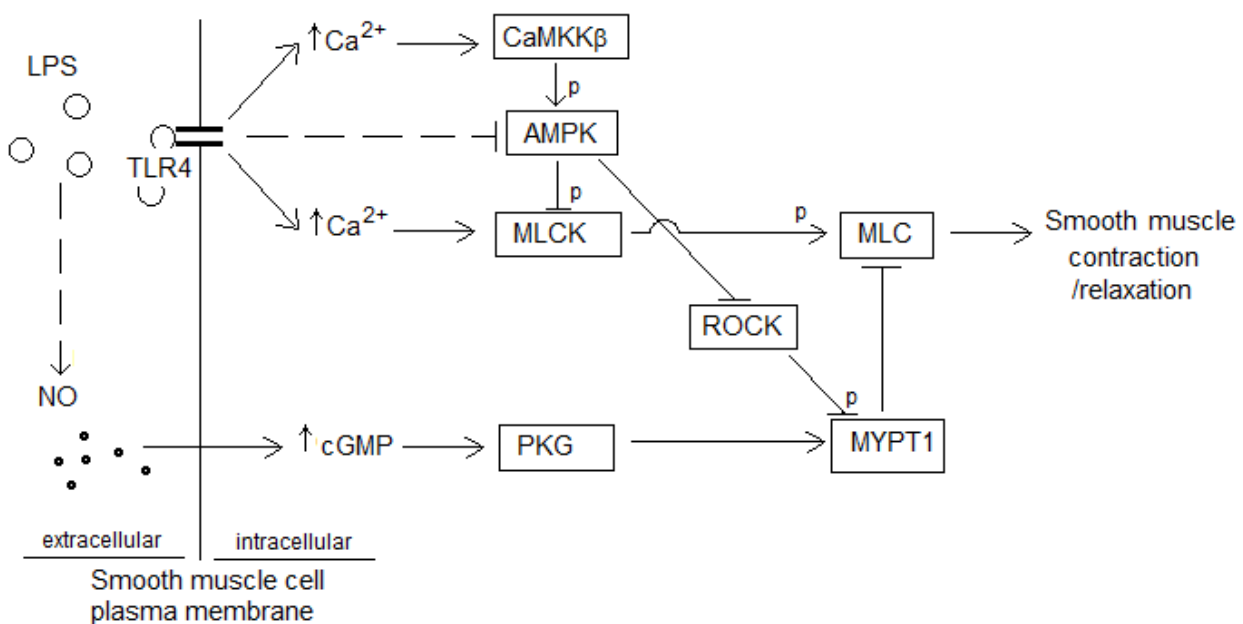 ↑Ca2+
CaMKKβ
LPS
p
AMPK
TLR4
p
↑Ca2+
MLCK
p
MLC
Smooth muscle
contraction
/relaxation
ROCK
NO
p
↑cGMP
PKG
MYPT1
extracellular
intracellular
Smooth muscle cell
plasma membrane